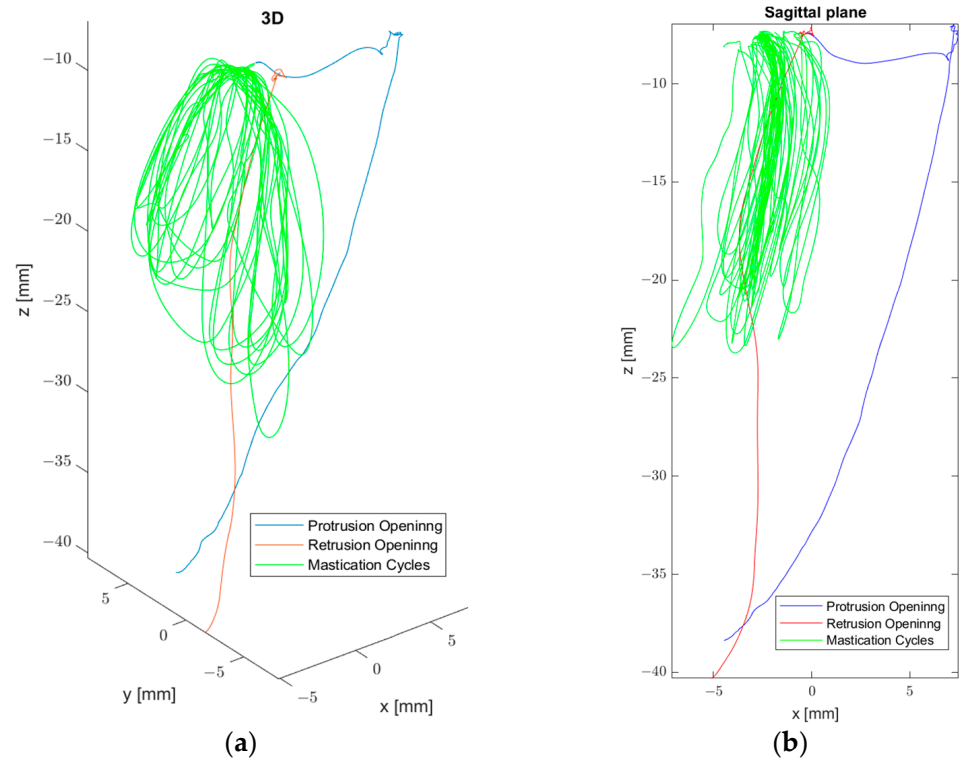 3D
−10
−15
−20
−25
−30
−35
−40
z [mm]
5
0
−5
y [mm]
−5
0
5
x [mm]
Protrusion Openinng
Retrusion Openinng
Mastication Cycles
(a)
Sagittal plane
−10
−15
−20
−25
−30
−35
−40
z [mm]
−5
0
5
x [mm]
Protrusion Openinng
Retrusion Openinng
Mastication Cycles
(b)